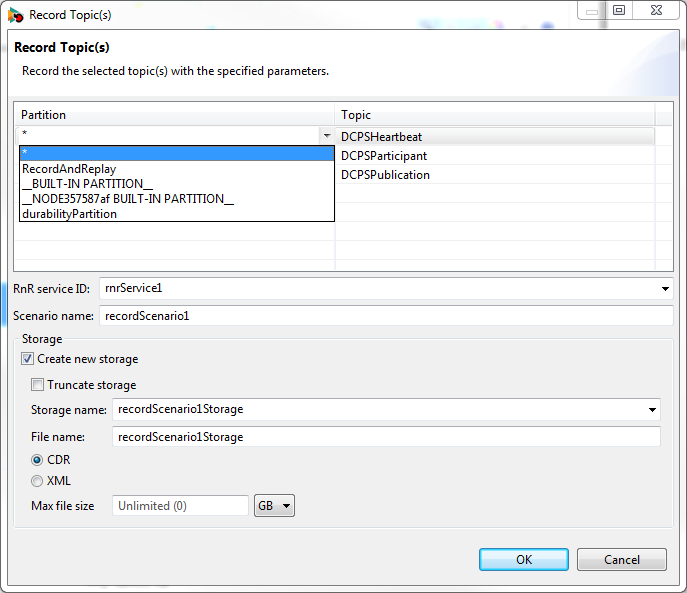 Record Topic(s)
Record Topic(s)
Record the selected topic(s) with the specified parameters.
Partition Topic
* DCPSHeartbeat
*
DCPSParticipant
RecordAndReplay
DCPSPublication
__BUILT-IN PARTITION__
__NODE357587af BUILT-IN PARTITION__
durabilityPartition
RnR service ID: rnrService1
Scenario name: recordScenario1
Storage
Create new storage
Truncate storage
Storage name: recordScenario1Storage
File name: recordScenario1Storage
CDR
XML
Max file size Unlimited (0) GB
OK Cancel